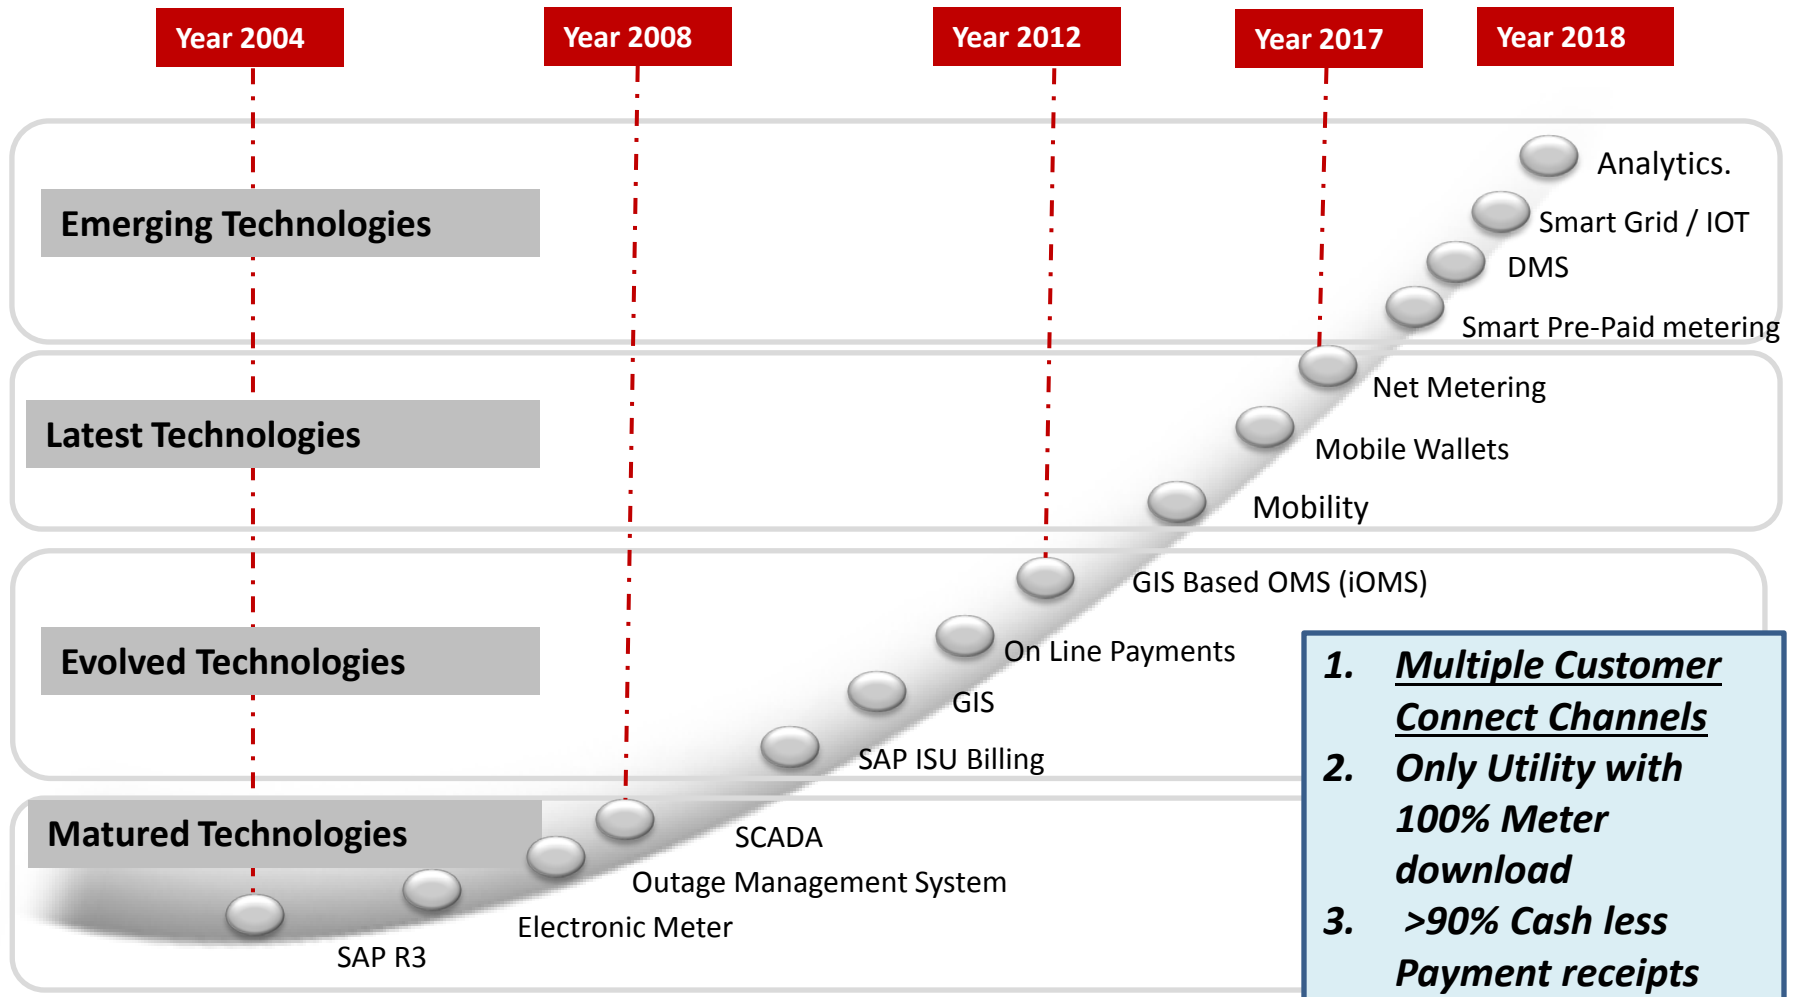 Year 2004
Year 2008
Year 2012
Year 2017
Year 2018
Emerging Technologies
Analytics.
Smart Grid / IOT
DMS
Smart Pre-Paid metering
Latest Technologies
Net Metering
Mobile Wallets
Mobility
Evolved Technologies
GIS Based OMS (iOMS)
On Line Payments
GIS
SAP ISU Billing
Matured Technologies
SCADA
Outage Management System
Electronic Meter
SAP R3
1. Multiple Customer
Connect Channels
2. Only Utility with
100% Meter
download
3. >90% Cash less
Payment receipts